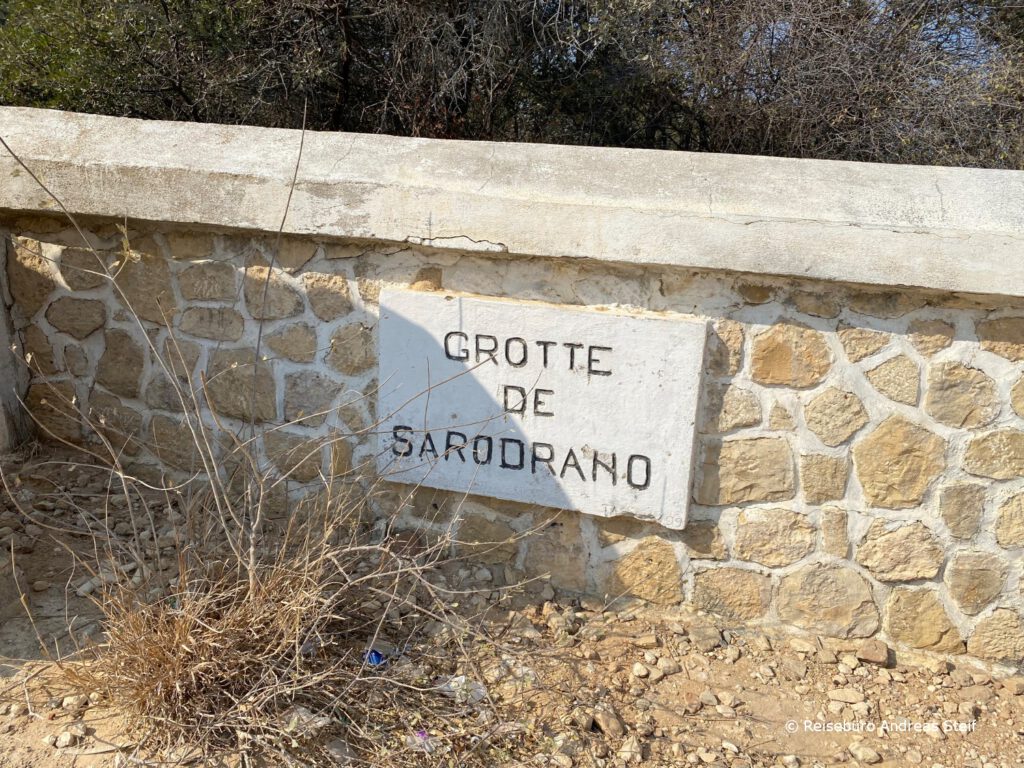 GROTTE
DE
SARODRANO
© Reisebüro Andreas Steif